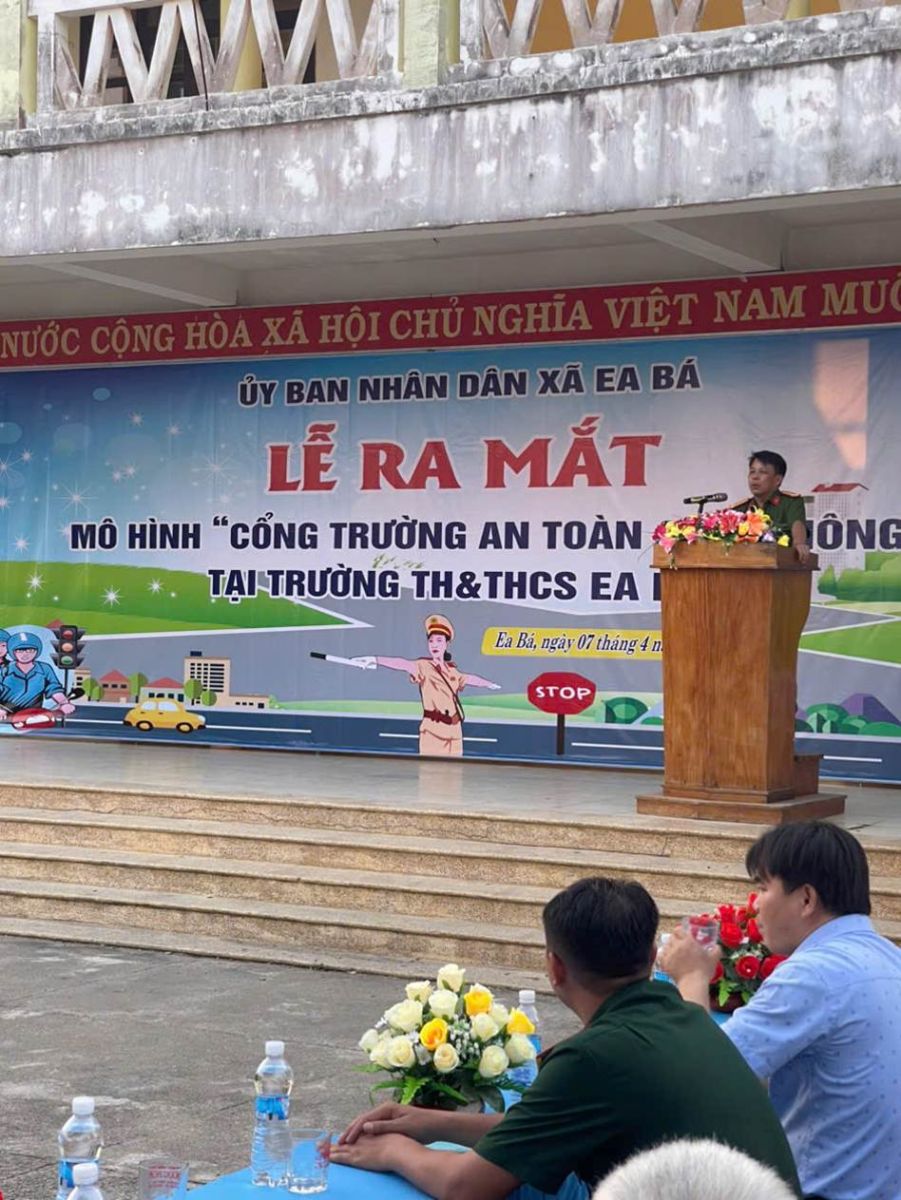 NƯỚC CỘNG HÒA XÃ HỘI CHỦ NGHĨA VIỆT NAM MUÔ
ỦY BAN NHÂN DÂN XÃ EA BÁ
LỄ RA MẮT
MÔ HÌNH “CỔNG TRƯỜNG AN TOÀN HÔNG
TẠI TRƯỜNG TH&THCS EA
Ea Bá, ngày 07 tháng 4
STOP